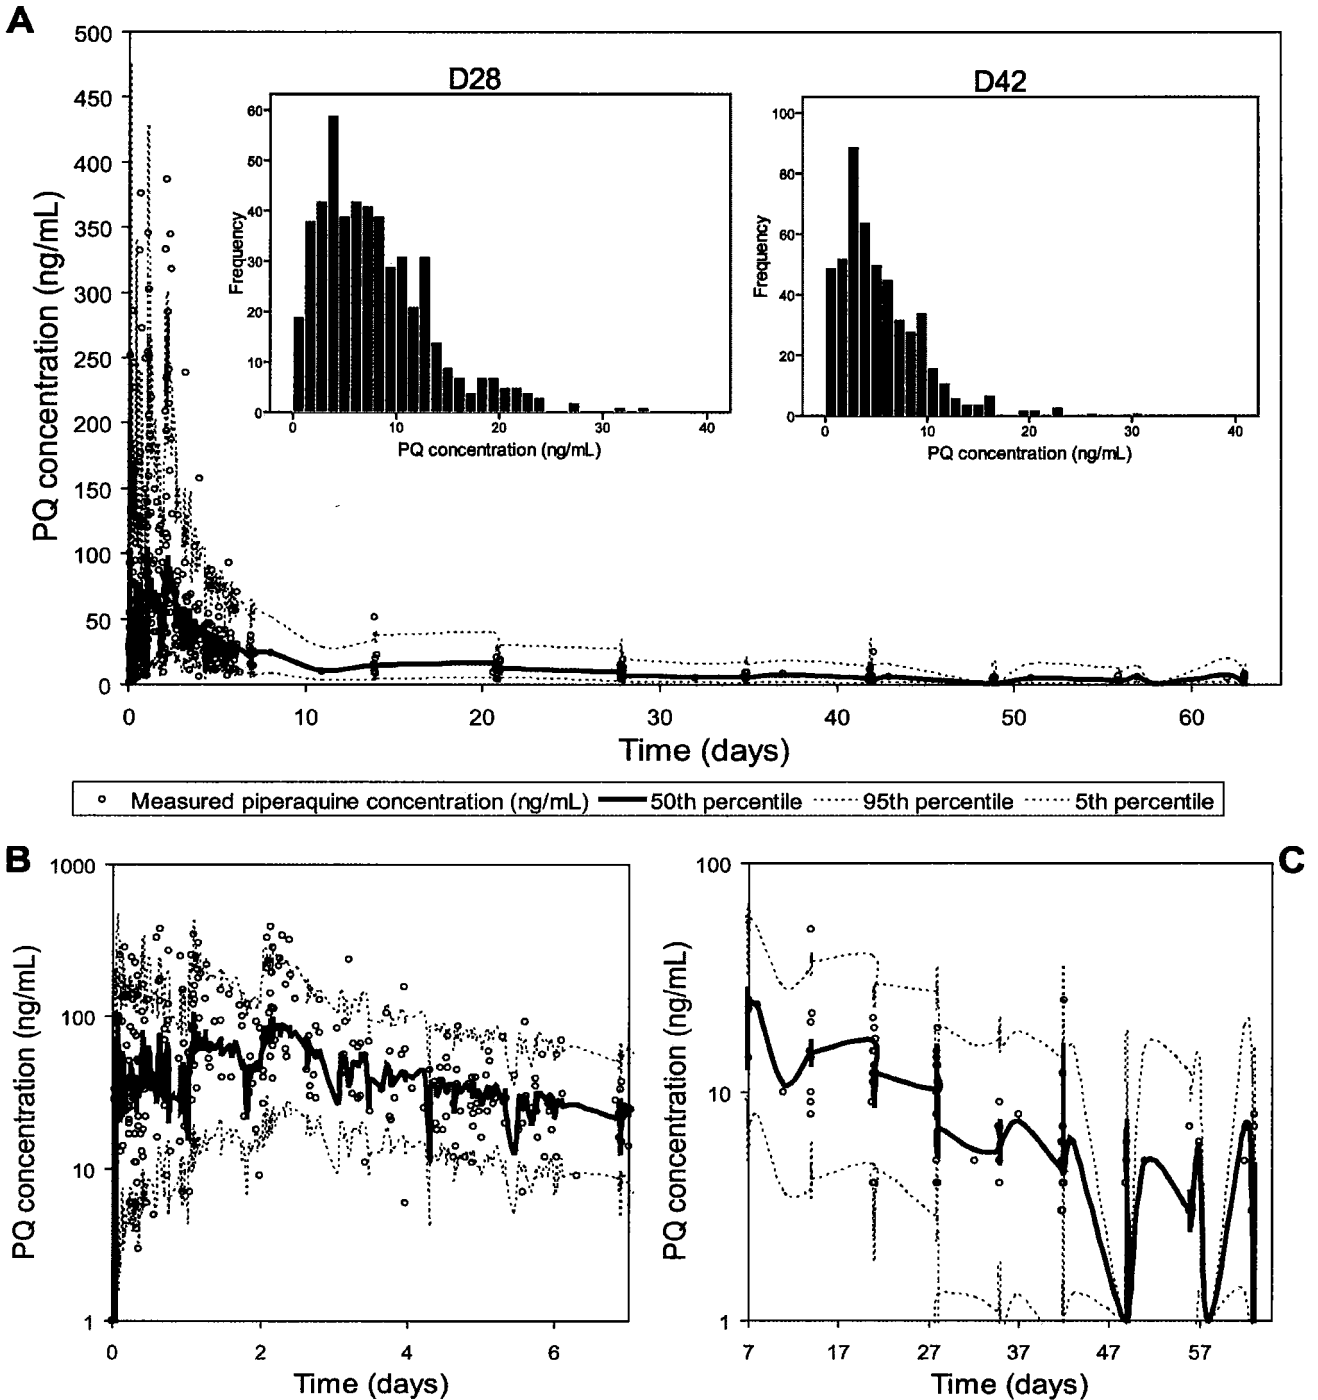 A
500
450
400
350
300
250
200
150
100
50
0
PQ concentration (ng/mL)
0 10 20 30 40 50 60
Time (days)
D28
60
50
40
30
20
10
0
Frequency
0 10 20 30 40
PQ concentration (ng/mL)
D42
100
80
60
40
20
0
Frequency
0 10 20 30 40
PQ concentration (ng/mL)
Measured piperaquine concentration (ng/mL) 50th percentile 95th percentile 5th percentile
B
1000
100
10
1
PQ concentration (ng/mL)
0 2 4 6
Time (days)
C
100
10
1
PQ concentration (ng/mL)
7 17 27 37 47 57
Time (days)